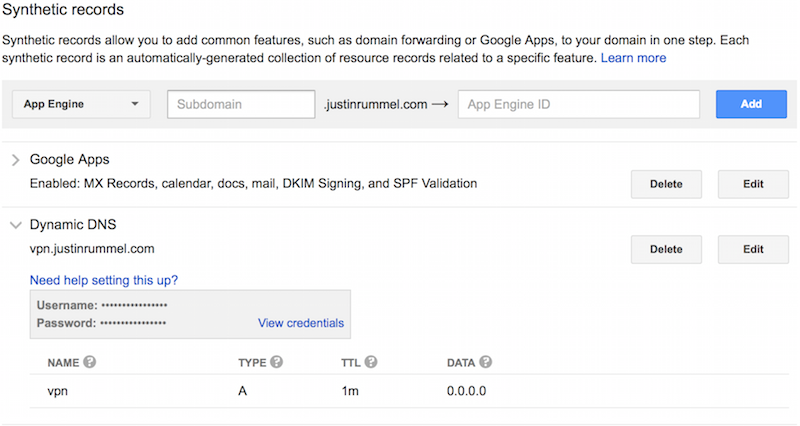 Synthetic records
Synthetic records allow you to add common features, such as domain forwarding or Google Apps, to your domain in one step. Each
synthetic record is an automatically-generated collection of resource records related to a specific feature. Learn more
App Engine Subdomain .justinrummel.com → App Engine ID Add
Google Apps
Enabled: MX Records, calendar, docs, mail, DKIM Signing, and SPF Validation Delete Edit
Dynamic DNS
vpn.justinrummel.com Delete Edit
Need help setting this up?
Username: ••••••••••••••••
Password: •••••••••••••••• View credentials
NAME ? TYPE ? TTL ? DATA ?
vpn A 1m 0.0.0.0